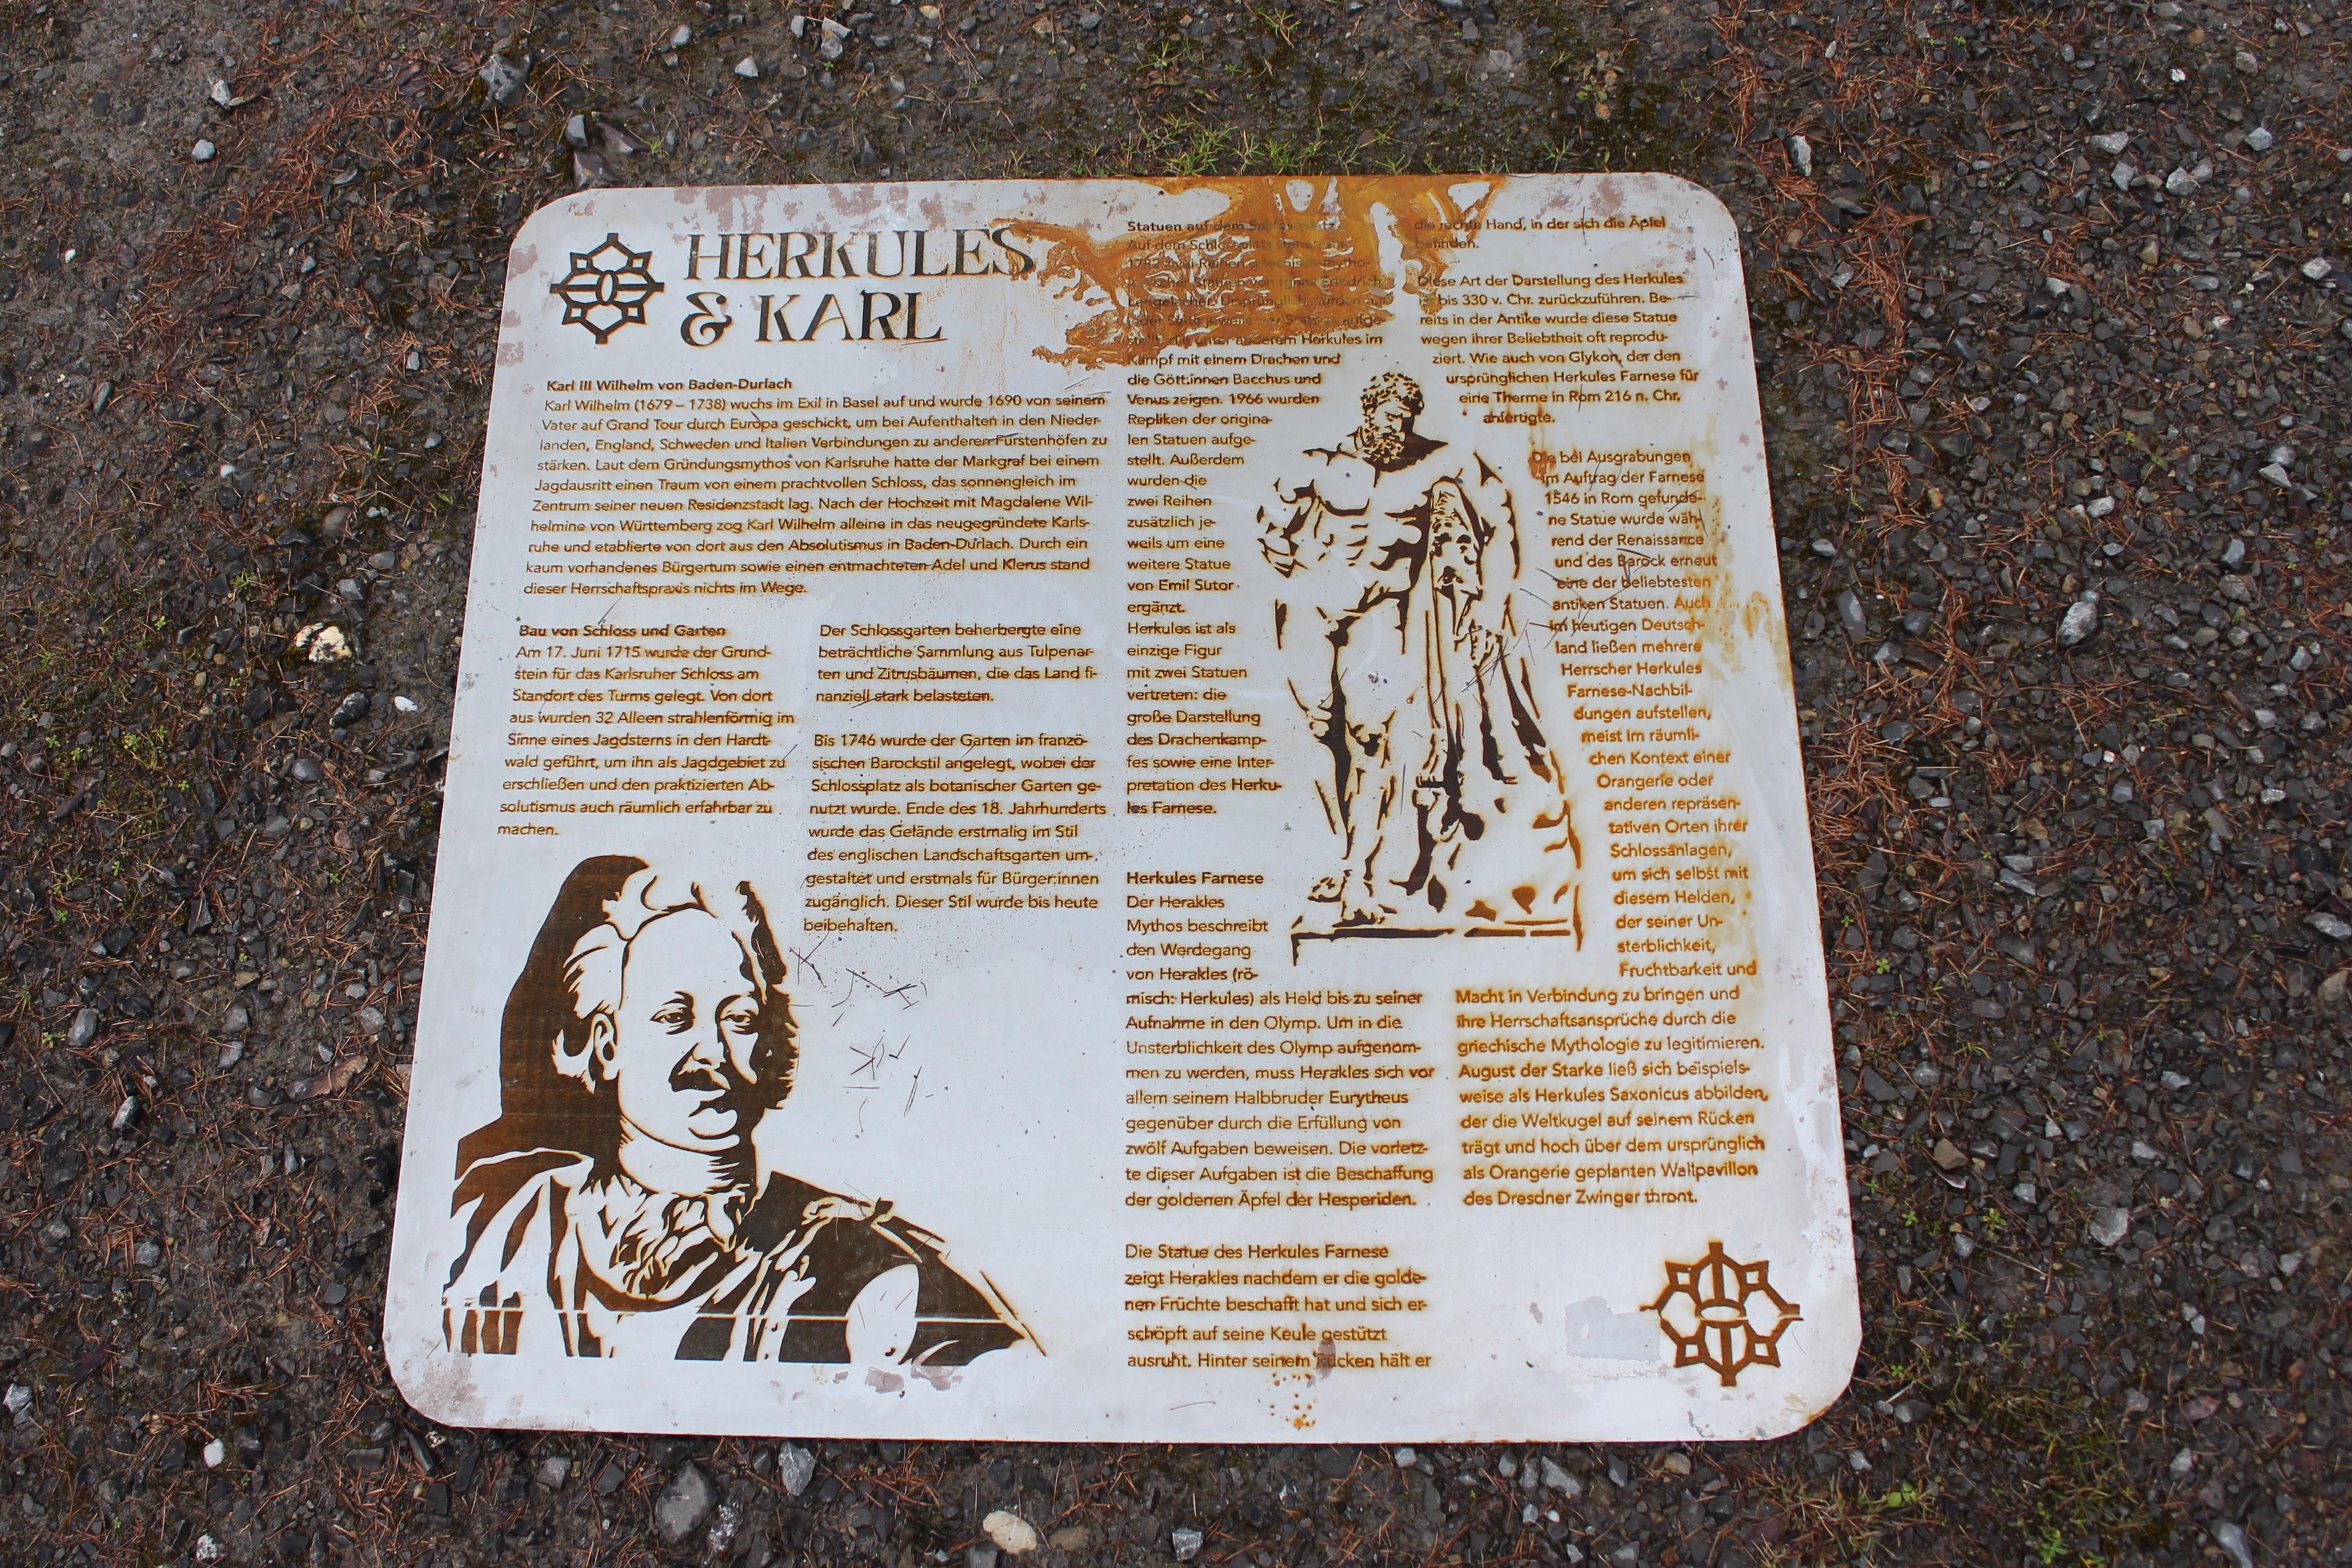 HERKULES
& KARL
Karl III Wilhelm von Baden-Durlach
Karl Wilhelm (1679 – 1738) wuchs im Exil in Basel auf und wurde 1690 von seinem
Vater auf Grand Tour durch Europa geschickt, um bei Aufenthalten in den Nieder-
landen, England, Schweden und Italien Verbindungen zu anderen Fürstenhöfen zu
stärken. Laut dem Gründungsmythos von Karlsruhe hatte der Markgraf bei einem
Jagdausritt einen Traum von einem prachtvollen Schloss, das sonnengleich im
Zentrum seiner neuen Residenzstadt lag. Nach der Hochzeit mit Magdalene Wil-
helmine von Württemberg zog Karl Wilhelm alleine in das neugegründete Karls-
ruhe und etablierte von dort aus den Absolutismus in Baden-Durlach. Durch ein
kaum vorhandenes Bürgertum sowie einen entmachteten Adel und Klerus stand
dieser Herrschaftspraxis nichts im Wege.
Bau von Schloss und Garten
Am 17. Juni 1715 wurde der Grund-
stein für das Karlsruher Schloss am
Standort des Turms gelegt. Von dort
aus wurden 32 Alleen strahlenförmig im
Sinne eines Jagdsterns in den Hardt-
wald geführt, um ihn als Jagdgebiet zu
erschließen und den praktizierten Ab-
solutismus auch räumlich erfahrbar zu
machen.
Der Schlossgarten beherbergte eine
beträchtliche Sammlung aus Tulpenar-
ten und Zitrusbäumen, die das Land fi-
nanziell stark belasteten.
Bis 1746 wurde der Garten im franzö-
sischen Barockstil angelegt, wobei der
Schlossplatz als botanischer Garten ge-
nutzt wurde. Ende des 18. Jahrhunderts
wurde das Gelände erstmalig im Stil
des englischen Landschaftsgarten um-
gestaltet und erstmals für Bürger:innen
zugänglich. Dieser Stil wurde bis heute
beibehalten.
Statuen auf dem Schlossplatz
Auf dem Schlossplatz
zwei Reihen
Statuen von Ignaz Friedrich
stellt, die unter anderem Herkules im
Kampf mit einem Drachen und
die Gött:innen Bacchus und
Venus zeigen. 1966 wurden
Repliken der origina-
len Statuen aufge-
stellt. Außerdem
wurden die
zwei Reihen
zusätzlich je-
weils um eine
weitere Statue
von Emil Sutor
ergänzt.
Herkules ist als
einzige Figur
mit zwei Statuen
vertreten: die
große Darstellung
des Drachenkamp-
fes sowie eine Inter-
pretation des Herku-
les Farnese.
Herkules Farnese
Der Herakles
Mythos beschreibt
den Werdegang
von Herakles (rö-
misch: Herkules) als Held bis zu seiner
Aufnahme in den Olymp. Um in die
Unsterblichkeit des Olymp aufgenom-
men zu werden, muss Herakles sich vor
allem seinem Halbbruder Eurytheus
gegenüber durch die Erfüllung von
zwölf Aufgaben beweisen. Die vorletz-
te dieser Aufgaben ist die Beschaffung
der goldenen Äpfel der Hesperiden.
Die Statue des Herkules Farnese
zeigt Herakles nachdem er die golde-
nen Früchte beschafft hat und sich er-
schöpft auf seine Keule gestützt
ausruht. Hinter seinem Rücken hält er
die rechte Hand, in der sich die Äpfel
befinden.
Diese Art der Darstellung des Herkules
ist bis 330 v. Chr. zurückzuführen. Be-
reits in der Antike wurde diese Statue
wegen ihrer Beliebtheit oft reprodu-
ziert. Wie auch von Glykon, der den
ursprünglichen Herkules Farnese für
eine Therme in Rom 216 n. Chr.
anfertigte.
Die bei Ausgrabungen
im Auftrag der Farnese
1546 in Rom gefunde-
ne Statue wurde wäh-
rend der Renaissance
und des Barock erneut
eine der beliebtesten
antiken Statuen. Auch
im heutigen Deutsch-
land ließen mehrere
Herrscher Herkules
Farnese-Nachbil-
dungen aufstellen,
meist im räumli-
chen Kontext einer
Orangerie oder
anderen repräsen-
tativen Orten ihrer
Schlossanlagen,
um sich selbst mit
diesem Helden,
der seiner Un-
sterblichkeit,
Fruchtbarkeit und
Macht in Verbindung zu bringen und
ihre Herrschaftsansprüche durch die
griechische Mythologie zu legitimieren.
August der Starke ließ sich beispiels-
weise als Herkules Saxonicus abbilden,
der die Weltkugel auf seinem Rücken
trägt und hoch über dem ursprünglich
als Orangerie geplanten Wallpavillon
des Dresdner Zwinger thront.